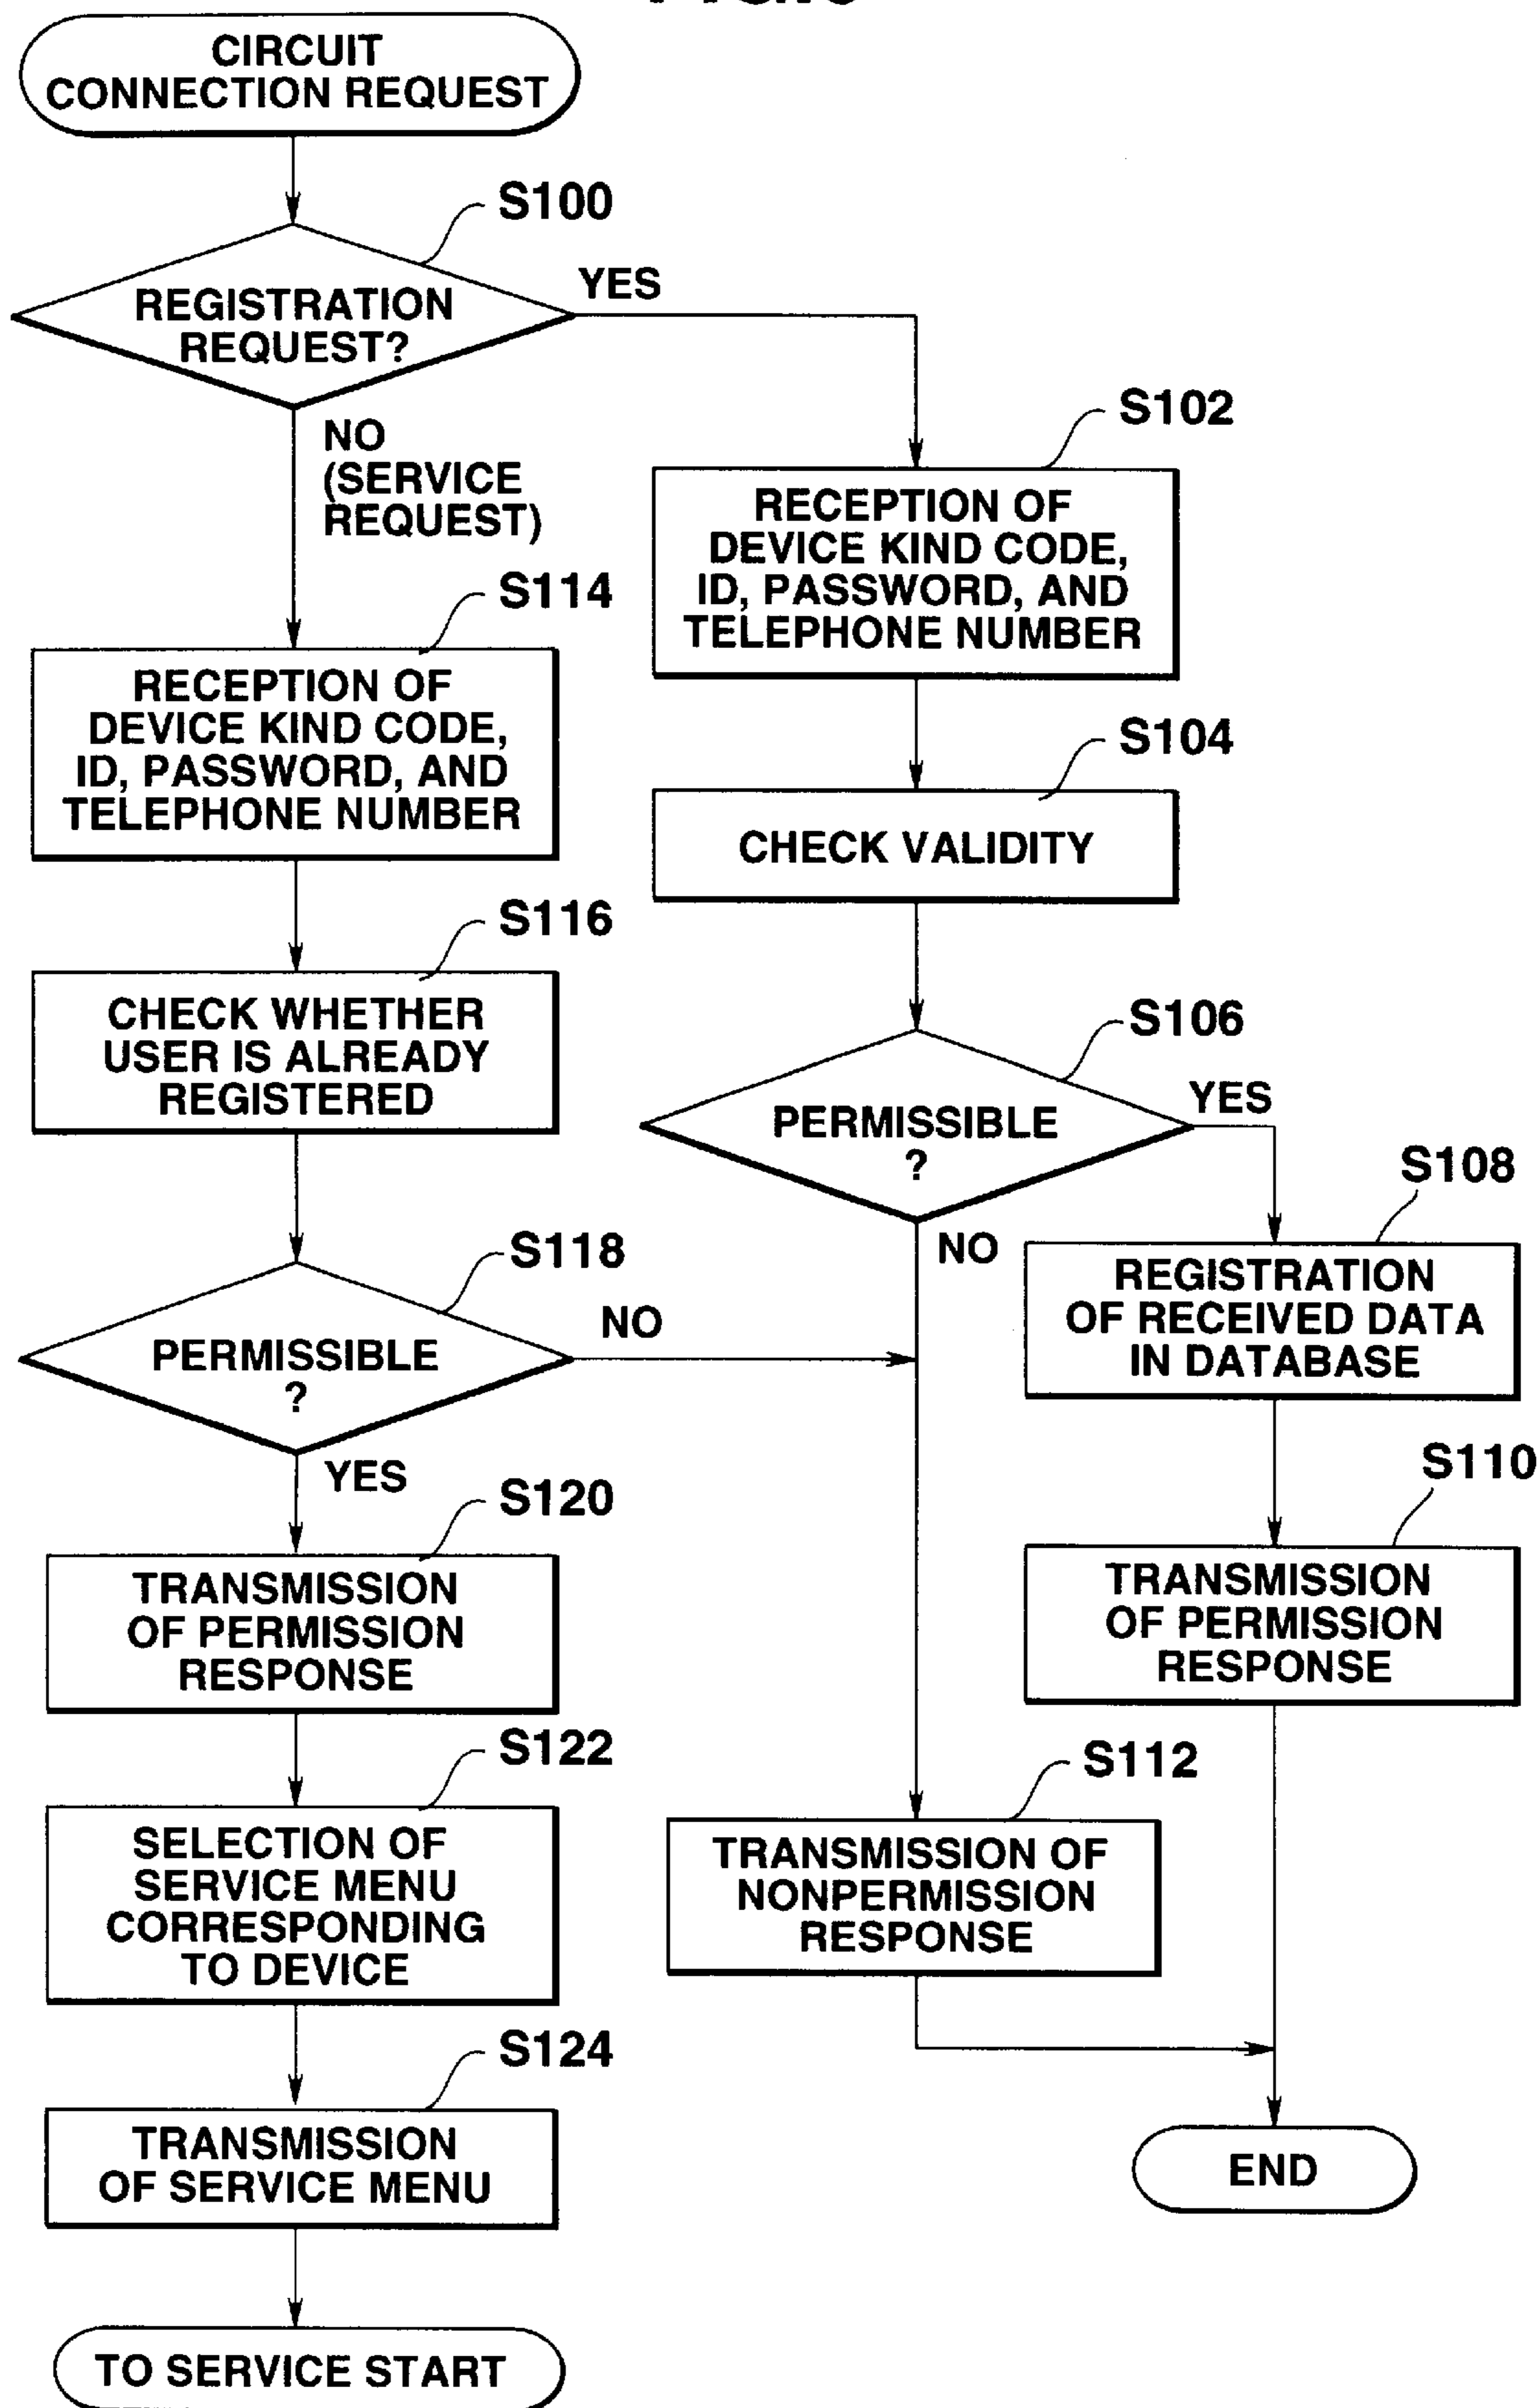 CIRCUIT
CONNECTION REQUEST
S100
REGISTRATION
REQUEST?
YES
NO
(SERVICE
REQUEST)
S102
RECEPTION OF
DEVICE KIND CODE,
ID, PASSWORD, AND
TELEPHONE NUMBER
S114
RECEPTION OF
DEVICE KIND CODE,
ID, PASSWORD, AND
TELEPHONE NUMBER
S104
CHECK VALIDITY
S116
CHECK WHETHER
USER IS ALREADY
REGISTERED
S106
PERMISSIBLE
?
YES
NO
S108
REGISTRATION
OF RECEIVED DATA
IN DATABASE
S118
PERMISSIBLE
?
NO
YES
S110
TRANSMISSION
OF PERMISSION
RESPONSE
S120
TRANSMISSION
OF PERMISSION
RESPONSE
S122
SELECTION OF
SERVICE MENU
CORRESPONDING
TO DEVICE
S112
TRANSMISSION OF
NONPERMISSION
RESPONSE
S124
TRANSMISSION
OF SERVICE MENU
END
TO SERVICE START